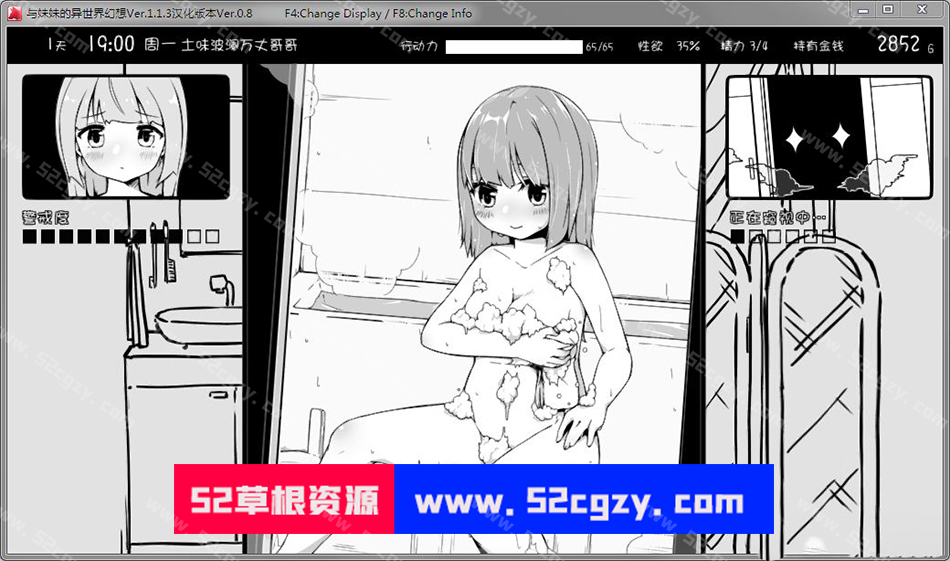 与妹妹的异世界幻想Ver.1.1.3汉化版本Ver.0.8 F4:Change Display / F8:Change Info
1天 19:00 周一 土味波澜万丈哥哥 行动力 65/65 性欲 35% 精力 3/4 持有金钱 2852 G
警戒度
正在窥视中…
52草根资源 www.52cgzy.com